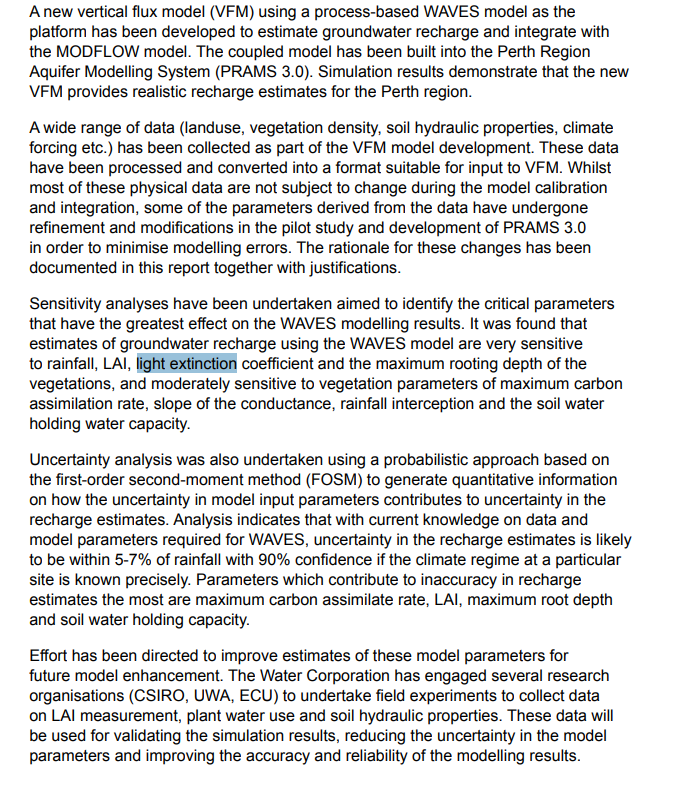 A new vertical flux model (VFM) using a process-based WAVES model as the
platform has been developed to estimate groundwater recharge and integrate with
the MODFLOW model. The coupled model has been built into the Perth Region
Aquifer Modelling System (PRAMS 3.0). Simulation results demonstrate that the new
VFM provides realistic recharge estimates for the Perth region.
A wide range of data (landuse, vegetation density, soil hydraulic properties, climate
forcing etc.) has been collected as part of the VFM model development. These data
have been processed and converted into a format suitable for input to VFM. Whilst
most of these physical data are not subject to change during the model calibration
and integration, some of the parameters derived from the data have undergone
refinement and modifications in the pilot study and development of PRAMS 3.0
in order to minimise modelling errors. The rationale for these changes has been
documented in this report together with justifications.
Sensitivity analyses have been undertaken aimed to identify the critical parameters
that have the greatest effect on the WAVES modelling results. It was found that
estimates of groundwater recharge using the WAVES model are very sensitive
to rainfall, LAI, light extinction coefficient and the maximum rooting depth of the
vegetations, and moderately sensitive to vegetation parameters of maximum carbon
assimilation rate, slope of the conductance, rainfall interception and the soil water
holding water capacity.
Uncertainty analysis was also undertaken using a probabilistic approach based on
the first-order second-moment method (FOSM) to generate quantitative information
on how the uncertainty in model input parameters contributes to uncertainty in the
recharge estimates. Analysis indicates that with current knowledge on data and
model parameters required for WAVES, uncertainty in the recharge estimates is likely
to be within 5-7% of rainfall with 90% confidence if the climate regime at a particular
site is known precisely. Parameters which contribute to inaccuracy in recharge
estimates the most are maximum carbon assimilate rate, LAI, maximum root depth
and soil water holding capacity.
Effort has been directed to improve estimates of these model parameters for
future model enhancement. The Water Corporation has engaged several research
organisations (CSIRO, UWA, ECU) to undertake field experiments to collect data
on LAI measurement, plant water use and soil hydraulic properties. These data will
be used for validating the simulation results, reducing the uncertainty in the model
parameters and improving the accuracy and reliability of the modelling results.